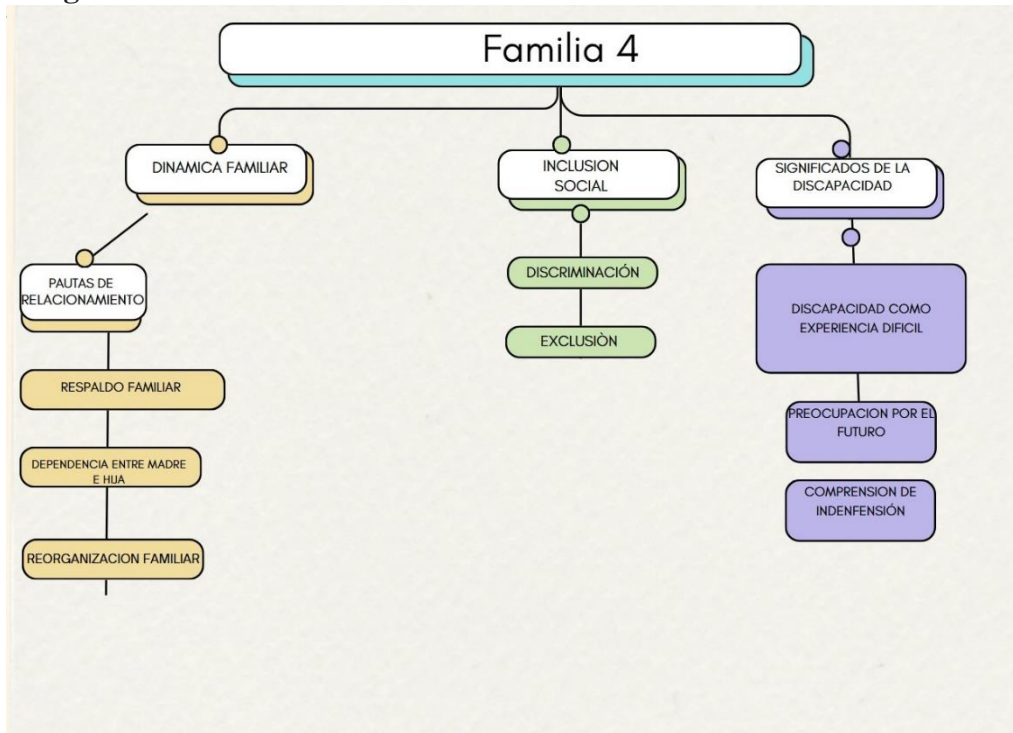 Familia 4
DINAMICA FAMILIAR
PAUTAS DE
RELACIONAMIENTO
RESPALDO FAMILIAR
DEPENDENCIA ENTRE MADRE
E HIJA
REORGANIZACION FAMILIAR
INCLUSION
SOCIAL
DISCRIMINACIÓN
EXCLUSIÒN
SIGNIFICADOS DE LA
DISCAPACIDAD
DISCAPACIDAD COMO
EXPERIENCIA DIFICIL
PREOCUPACION POR EL
FUTURO
COMPRENSION DE
INDENFENSIÓN